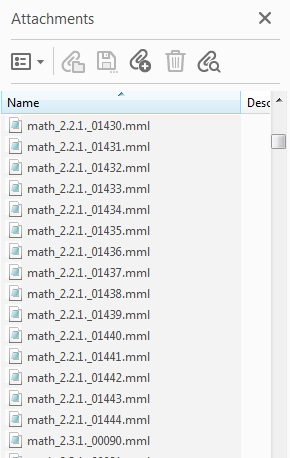 Attachments
Name Desc
math_2.2.1._01430.mml
math_2.2.1._01431.mml
math_2.2.1._01432.mml
math_2.2.1._01433.mml
math_2.2.1._01434.mml
math_2.2.1._01435.mml
math_2.2.1._01436.mml
math_2.2.1._01437.mml
math_2.2.1._01438.mml
math_2.2.1._01439.mml
math_2.2.1._01440.mml
math_2.2.1._01441.mml
math_2.2.1._01442.mml
math_2.2.1._01443.mml
math_2.2.1._01444.mml
math_2.3.1._00090.mml